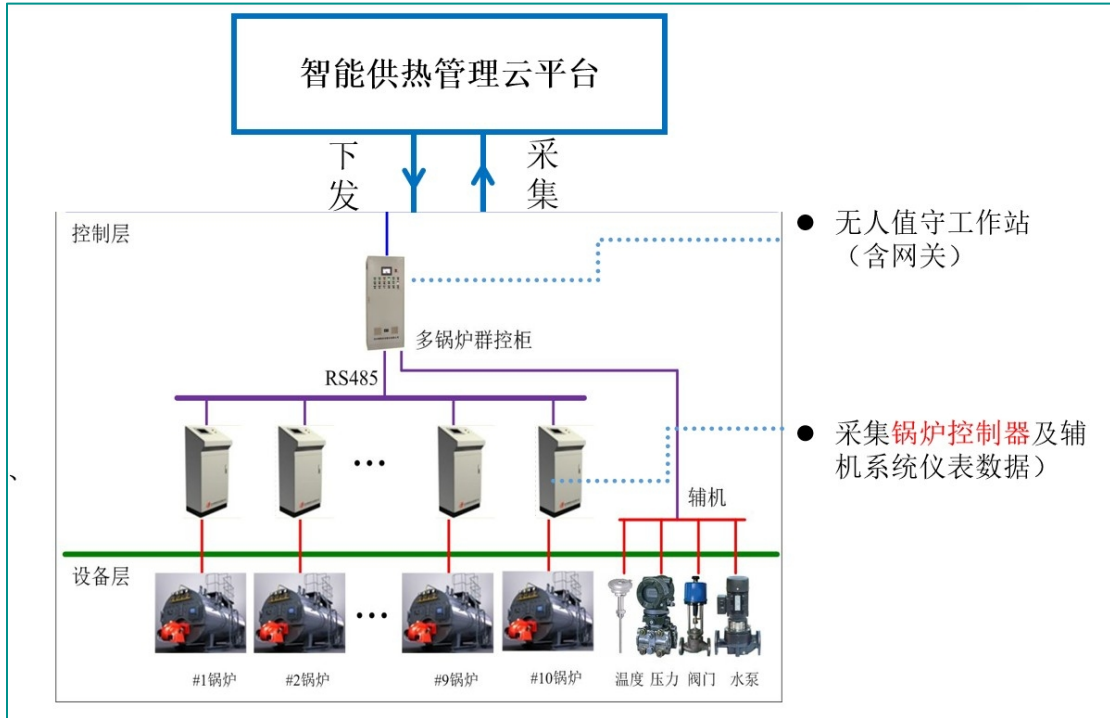 智能供热管理云平台
下发
采集
控制层
● 无人值守工作站
（含网关）
多锅炉群控柜
RS485
...
● 采集锅炉控制器及辅
机系统仪表数据）
、
辅机
设备层
...
#1锅炉
#2锅炉
#9锅炉
#10锅炉
温度
压力
阀门
水泵